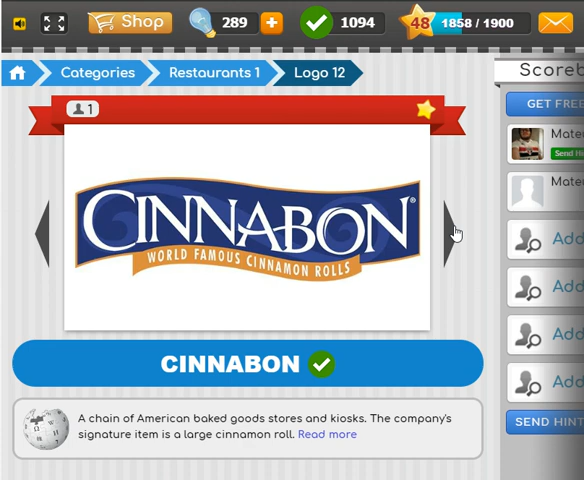 Shop
289
1094
48
1858 / 1900
Categories
Restaurants 1
Logo 12
Scoreb
1
CINNABON®
WORLD FAMOUS CINNAMON ROLLS
CINNABON
A chain of American baked goods stores and kiosks. The company's
signature item is a large cinnamon roll. Read more
GET FREE
Mate
Send Hi
Mate
Add
Add
Add
Add
SEND HINT